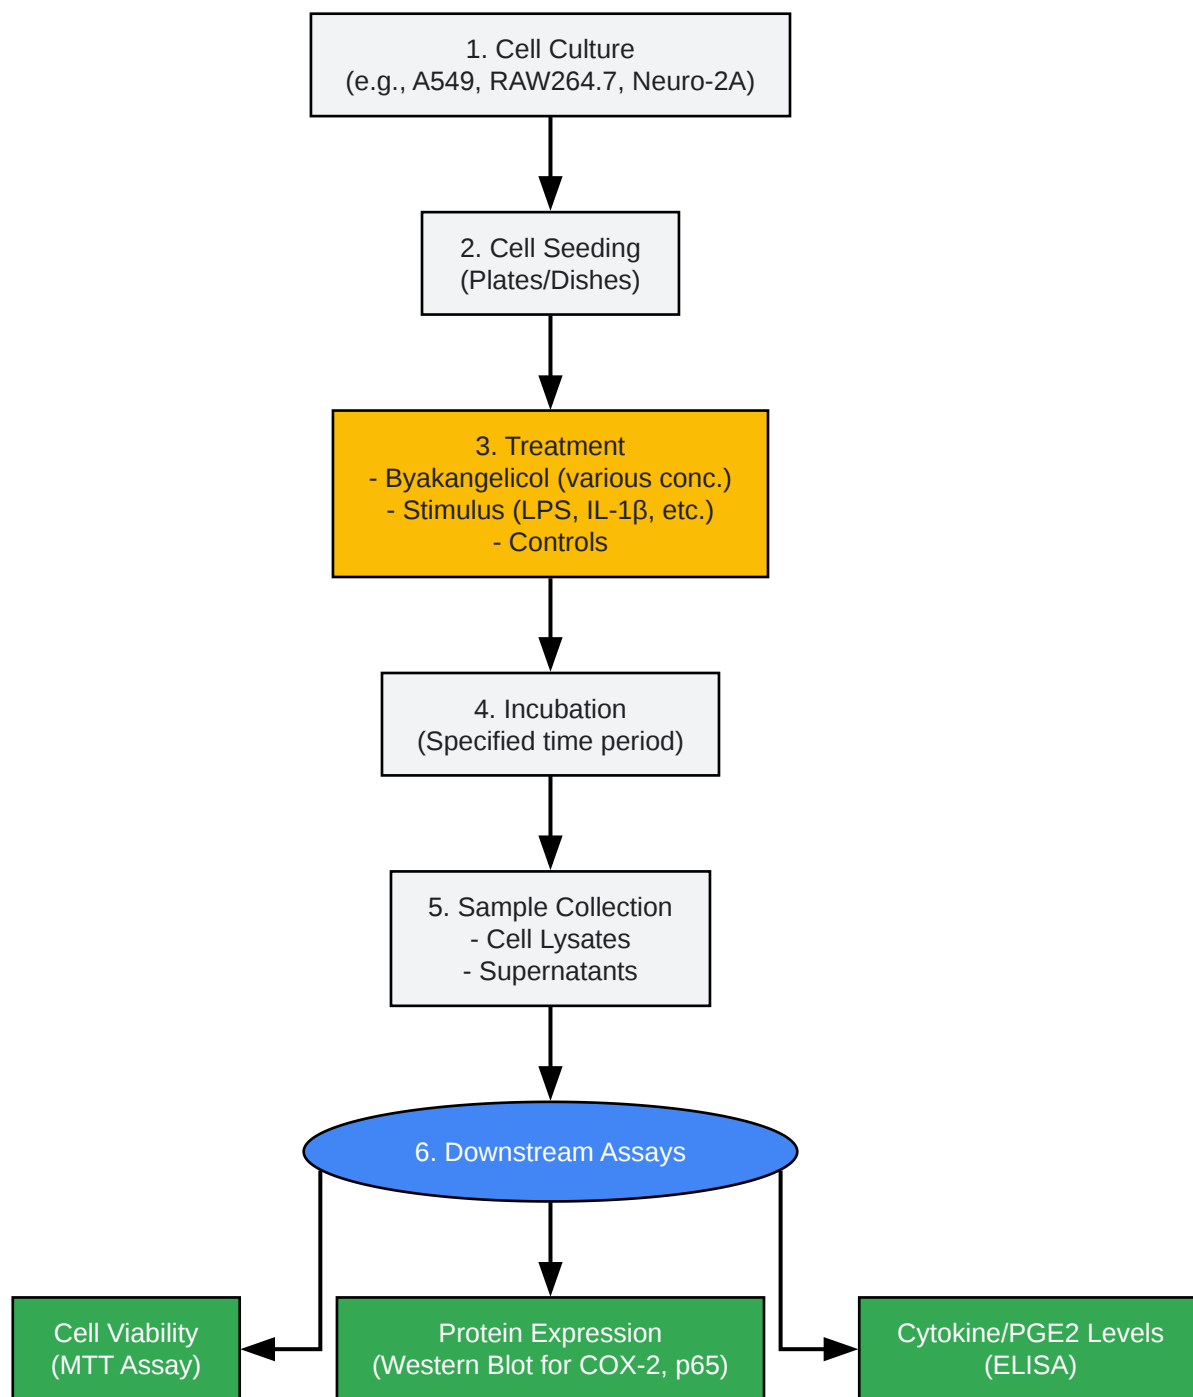 1. Cell Culture
(e.g., A549, RAW264.7, Neuro-2A)
2. Cell Seeding
(Plates/Dishes)
3. Treatment
- Byakangelicol (various conc.)
- Stimulus (LPS, IL-1β, etc.)
- Controls
4. Incubation
(Specified time period)
5. Sample Collection
- Cell Lysates
- Supernatants
6. Downstream Assays
Cell Viability
(MTT Assay)
Protein Expression
(Western Blot for COX-2, p65)
Cytokine/PGE2 Levels
(ELISA)